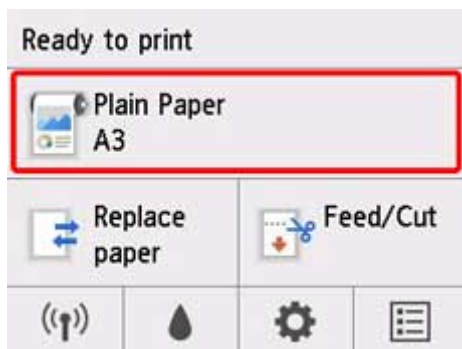 Ready to print
Plain Paper
A3
Replace
paper
Feed/Cut